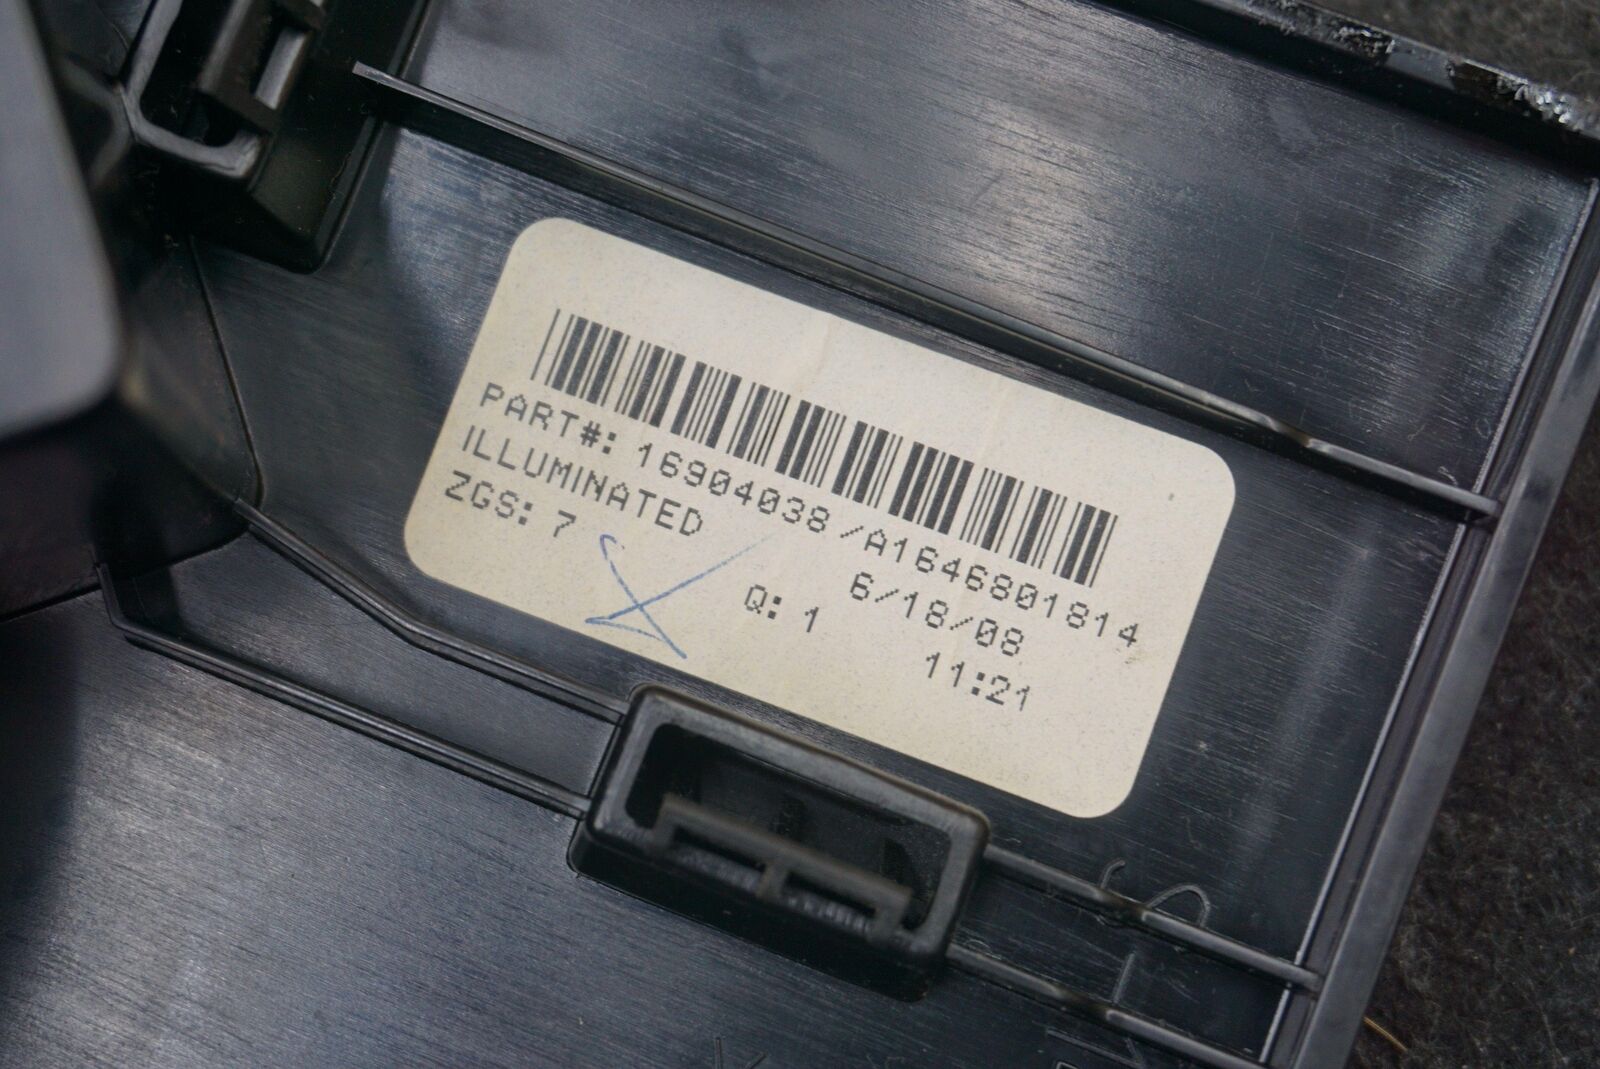 PART#: 16904038/A1646801814
ILLUMINATED 6/18/08
ZGS: 7 Q: 1 11:21